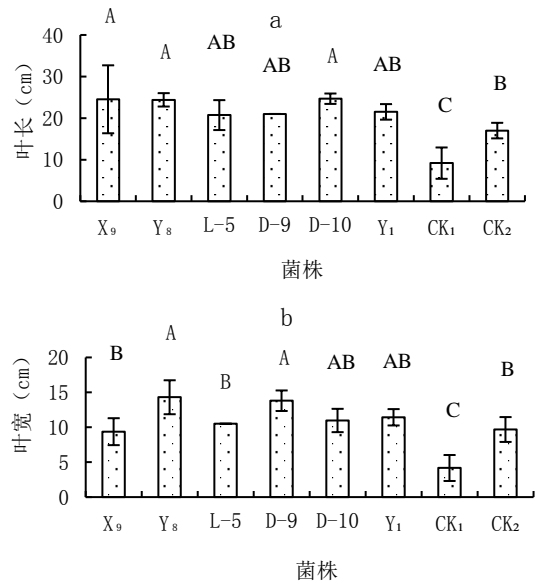 a
A A AB AB A AB C B
叶长（cm）
40
30
20
10
0
X₉ Y₈ L-5 D-9 D-10 Y₁ CK₁ CK₂
菌株
b
B A B A AB AB C B
叶宽（cm）
20
15
10
5
0
X₉ Y₈ L-5 D-9 D-10 Y₁ CK₁ CK₂
菌株